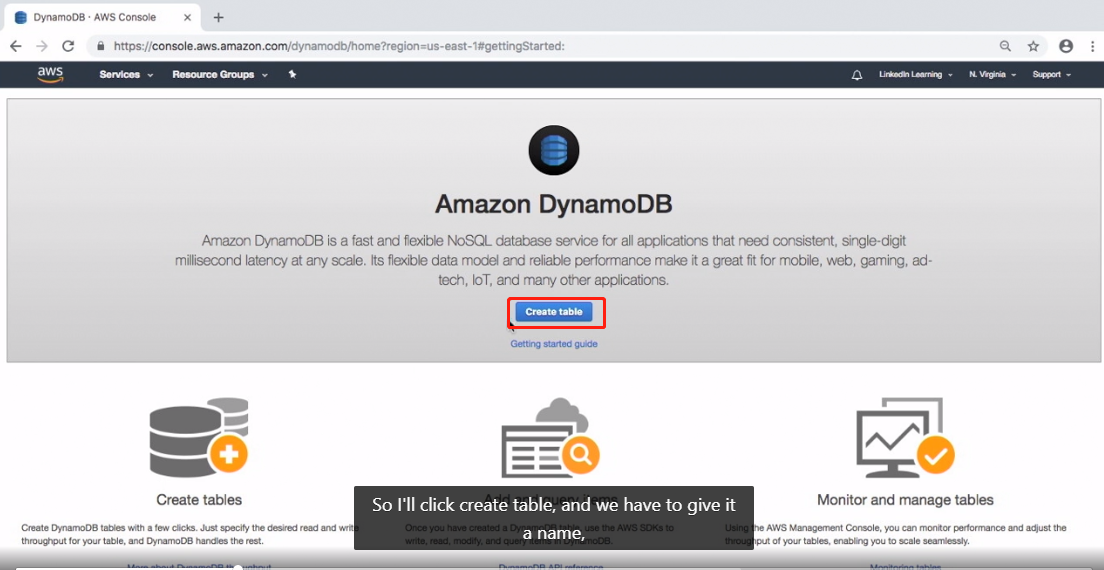 DynamoDB · AWS Console
https://console.aws.amazon.com/dynamodb/home?region=us-east-1#gettingStarted:
aws
Services
Resource Groups
LinkedIn Learning
N. Virginia
Support
Amazon DynamoDB
Amazon DynamoDB is a fast and flexible NoSQL database service for all applications that need consistent, single-digit
millisecond latency at any scale. Its flexible data model and reliable performance make it a great fit for mobile, web, gaming, ad-
tech, IoT, and many other applications.
Create table
Getting started guide
Create tables
Create DynamoDB tables with a few clicks. Just specify the desired read and write
throughput for your table, and DynamoDB handles the rest.
More about DynamoDB throughput
Add and query items
Once you have created a DynamoDB table, use the AWS SDKs to
write, read, modify, and query items in DynamoDB.
DynamoDB API reference
Monitor and manage tables
Using the AWS Management Console, you can monitor performance and adjust the
throughput of your tables, enabling you to scale seamlessly.
Monitoring tables
So I'll click create table, and we have to give it
a name,